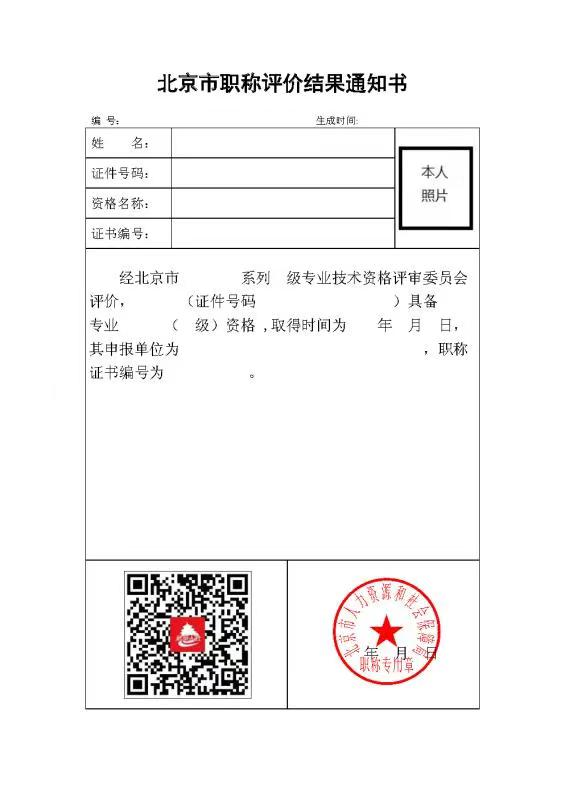 北京市职称评价结果通知书
编 号： 生成时间:
姓 名：
本人
证件号码：
照片
资格名称：
证书编号：
经北京市 系列 级专业技术资格评审委员会
评价， （证件号码 ）具备
专业 （ 级）资格 ,取得时间为 年 月 日，
其申报单位为 ，职称
证书编号为 。
北京市人力资源和社会保障局
年 月 日
职称专用章